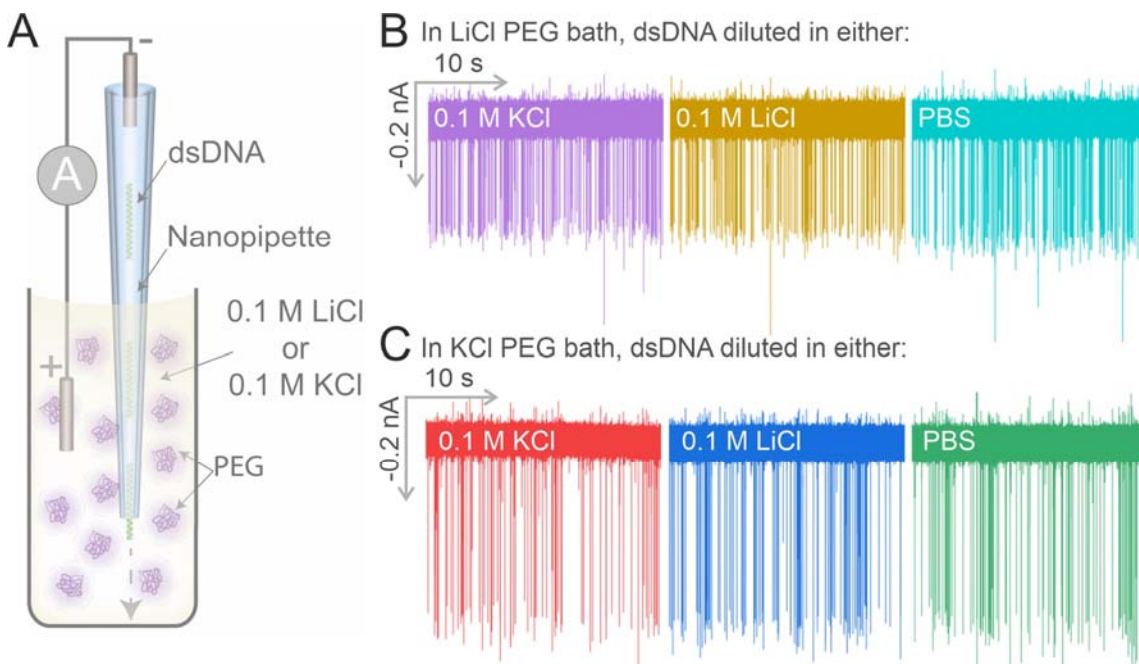 A
-
A
dsDNA
Nanopipette
0.1 M LiCl
or
0.1 M KCl
+
PEG
B In LiCl PEG bath, dsDNA diluted in either:
10 s
-0.2 nA
0.1 M KCl
0.1 M LiCl
PBS
C In KCl PEG bath, dsDNA diluted in either:
10 s
-0.2 nA
0.1 M KCl
0.1 M LiCl
PBS